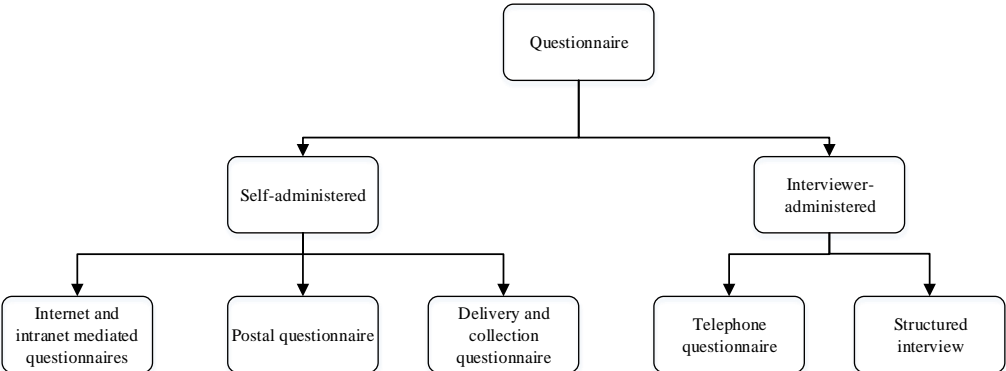 Questionnaire
Self-administered
Interviewer-
administered
Internet and
intranet mediated
questionnaires
Postal questionnaire
Delivery and
collection
questionnaire
Telephone
questionnaire
Structured
interview